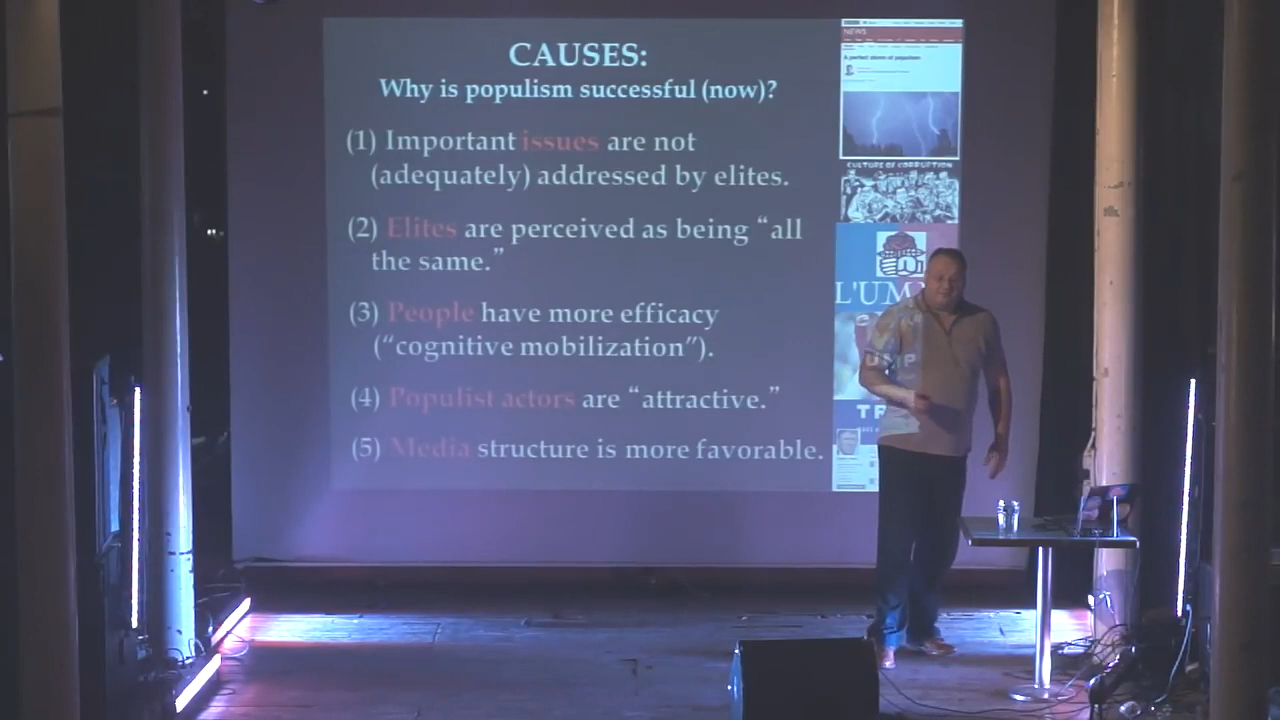 CAUSES:
Why is populism successful (now)?
(1) Important issues are not
(adequately) addressed by elites.
(2) Elites are perceived as being “all
the same.”
(3) People have more efficacy
(“cognitive mobilization”).
(4) Populist actors are “attractive.”
(5) Media structure is more favorable.
NEWS
A perfect storm of populism
CULTURE OF CORRUPTION
L'UM